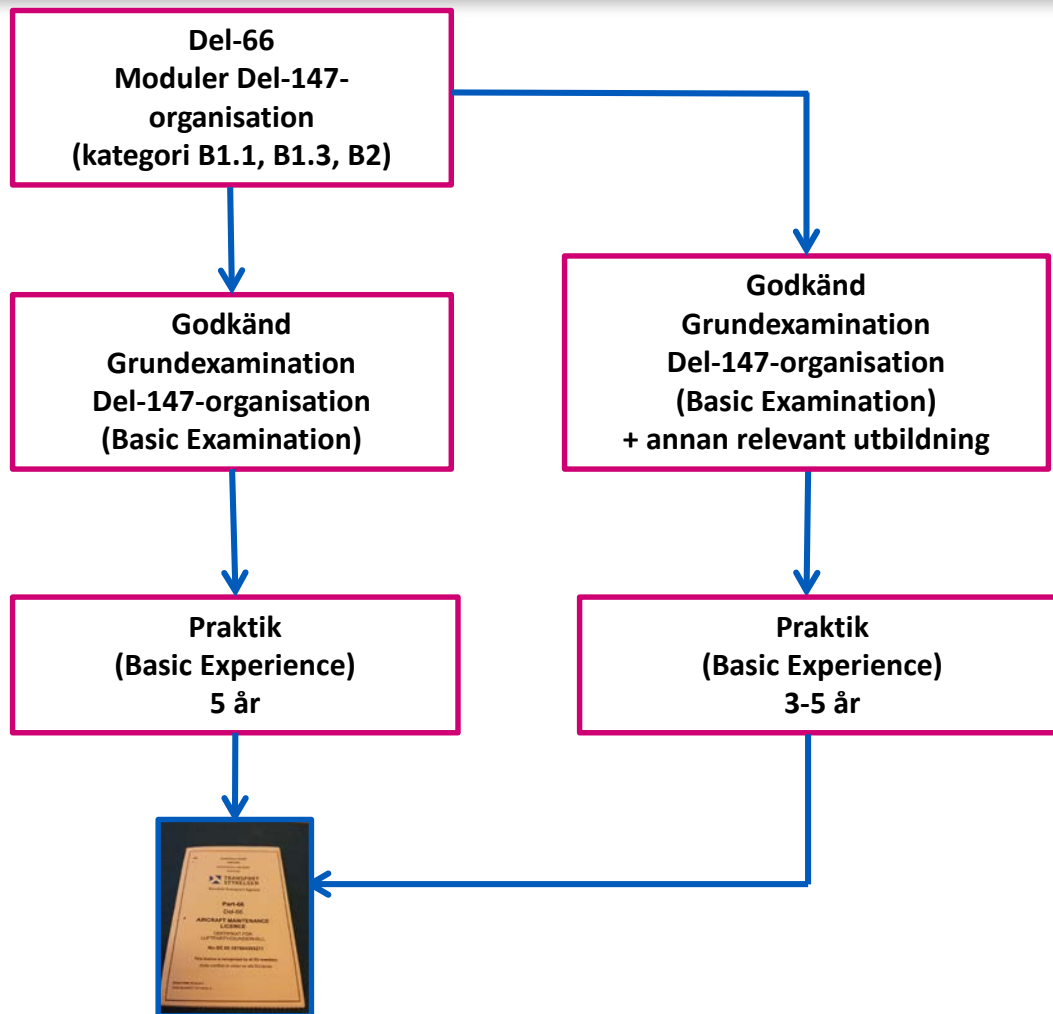 Del-66
Moduler Del-147-
organisation
(kategori B1.1, B1.3, B2)
Godkänd
Grundexamination
Del-147-organisation
(Basic Examination)
Godkänd
Grundexamination
Del-147-organisation
(Basic Examination)
+ annan relevant utbildning
Praktik
(Basic Experience)
5 år
Praktik
(Basic Experience)
3-5 år
TRANSPORT
STYRELSEN
Part-66
Del-66
AIRCRAFT MAINTENANCE
LICENCE